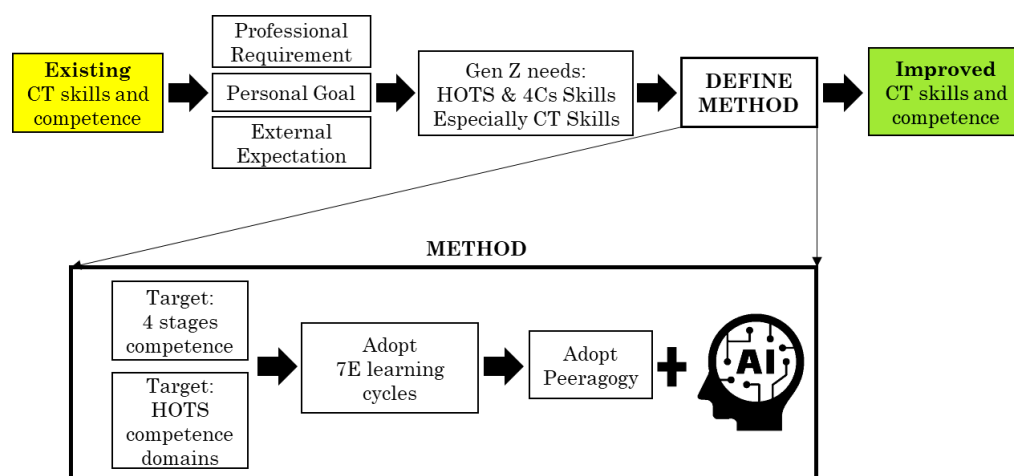 Professional
Requirement
Existing
CT skills and
competence
Personal Goal
External
Expectation
Gen Z needs:
HOTS & 4Cs Skills
Especially CT Skills
DEFINE
METHOD
Improved
CT skills and
competence
METHOD
Target:
4 stages
competence
Target:
HOTS
competence
domains
Adopt
7E learning
cycles
Adopt
Peeragogy
AI